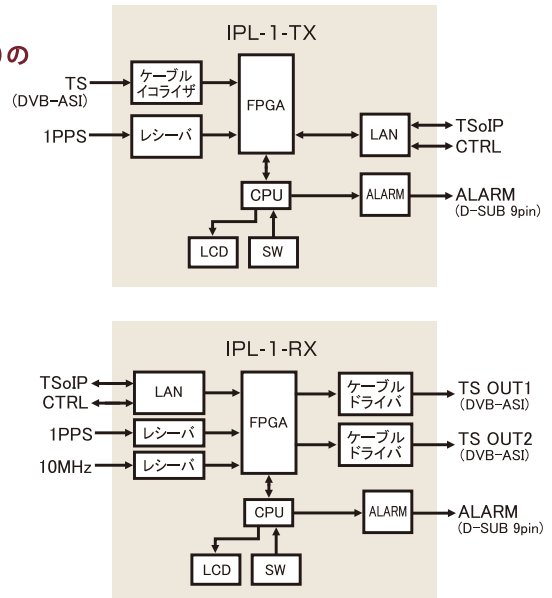 りの
IPL-1-TX
TS
(DVB-ASI)
ケーブル
イコライザ
FPGA
1PPS
レシーバ
LAN
TSoIP
CTRL
CPU
ALARM
ALARM
(D-SUB 9pin)
LCD
SW
IPL-1-RX
TSoIP
CTRL
LAN
FPGA
ケーブル
ドライバ
TS OUT1
(DVB-ASI)
1PPS
レシーバ
ケーブル
ドライバ
TS OUT2
(DVB-ASI)
10MHz
レシーバ
CPU
ALARM
ALARM
(D-SUB 9pin)
LCD
SW